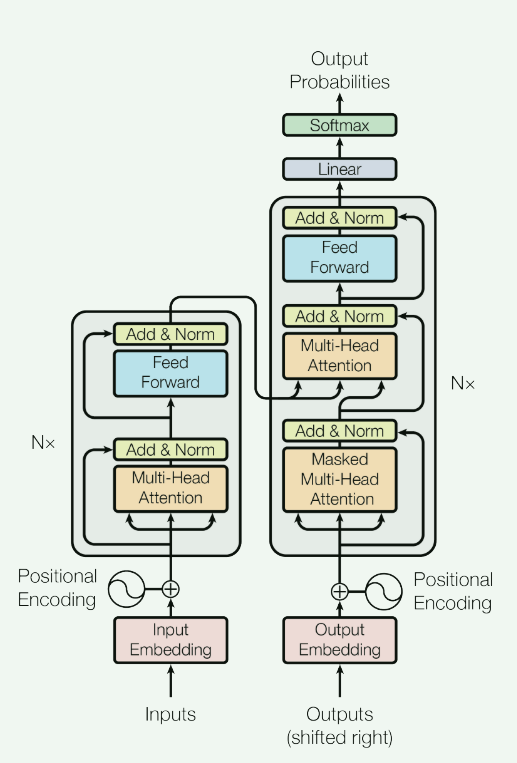 Output
Probabilities
Softmax
Linear
Add & Norm
Feed
Forward
Add & Norm
Multi-Head
Attention
Add & Norm
Masked
Multi-Head
Attention
N×
Positional
Encoding
Output
Embedding
Outputs
(shifted right)
Add & Norm
Feed
Forward
Add & Norm
Multi-Head
Attention
N×
Positional
Encoding
Input
Embedding
Inputs